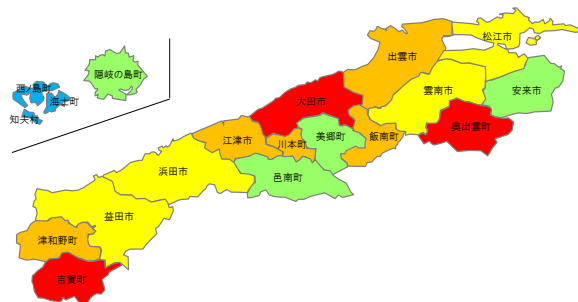 松江市
出雲市
隠岐の島町
西ノ島町
海士町
知夫村
大田市
雲南市
安来市
奥出雲町
江津市
川本町
美郷町
飯南町
浜田市
邑南町
益田市
津和野町
吉賀町